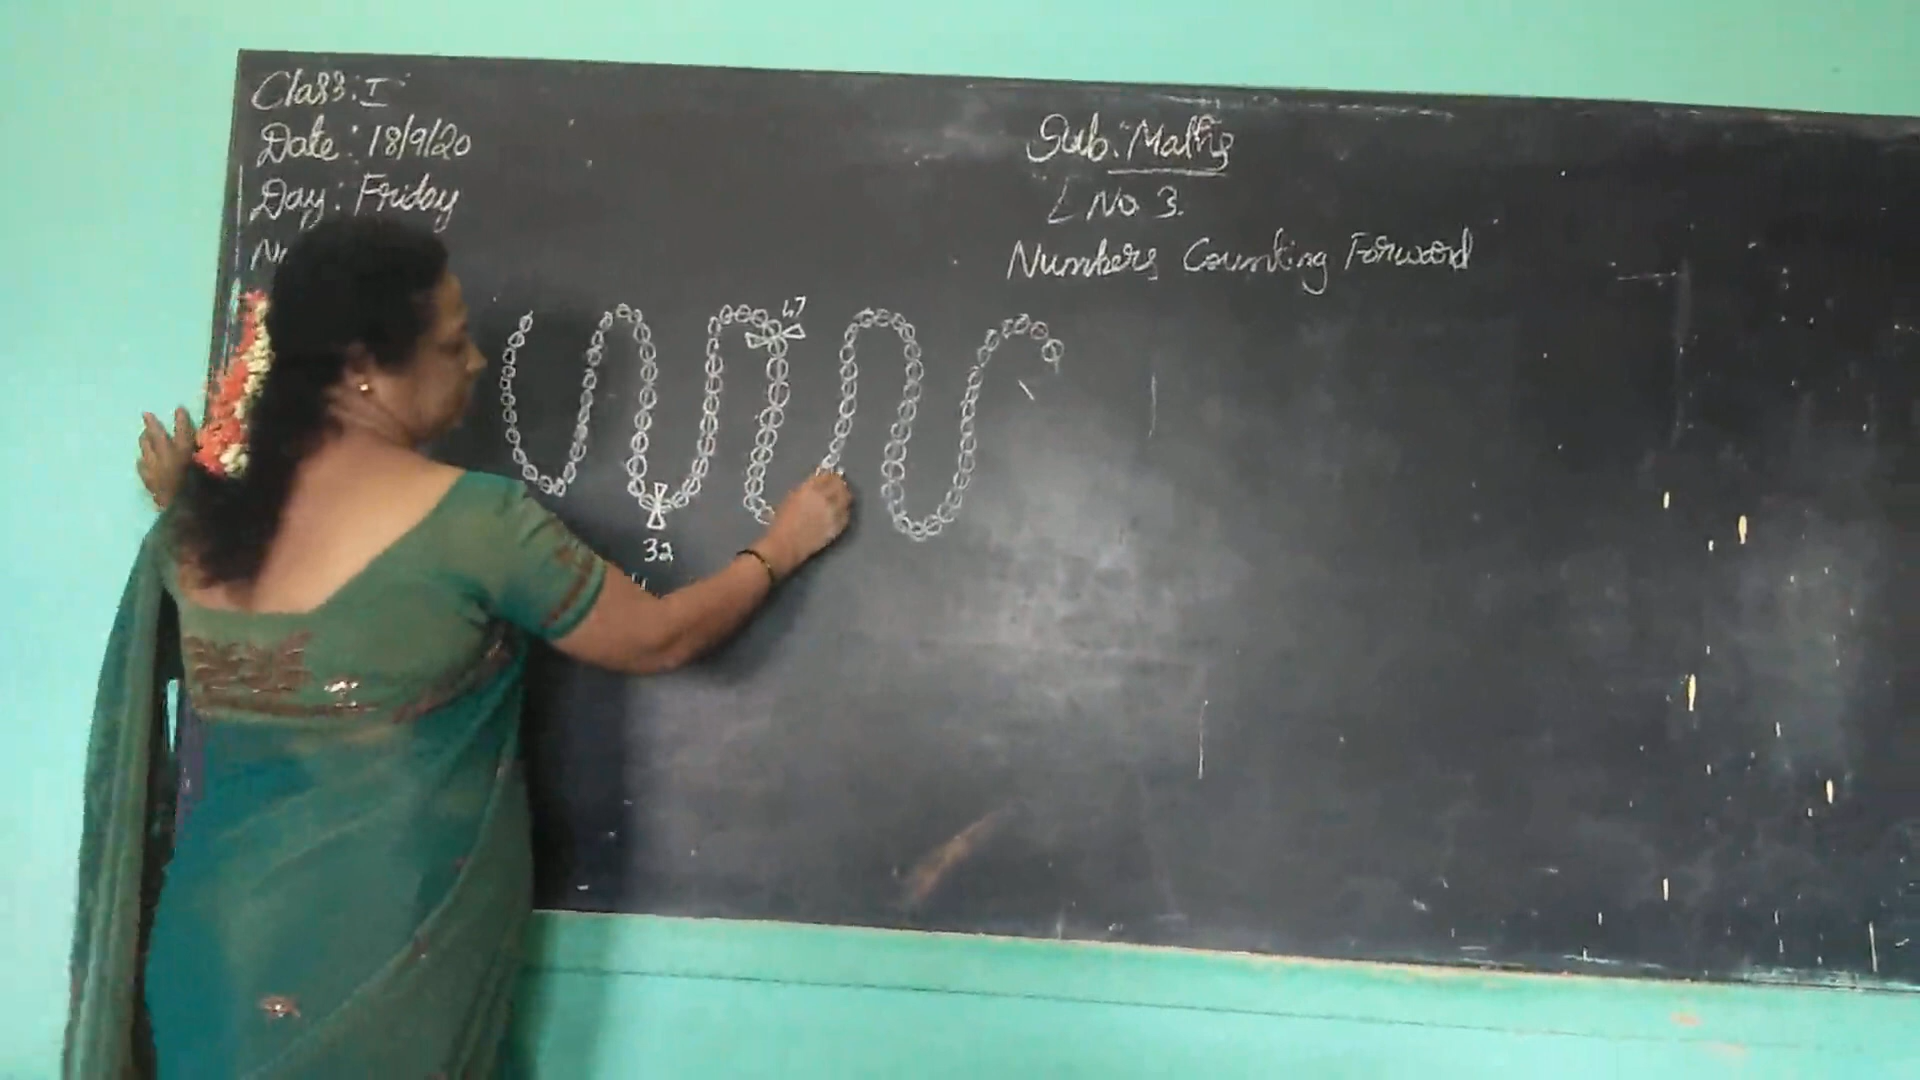 Class: I
Date: 18/9/20
Day: Friday
Sub: Maths
L No 3.
Numbers Counting Forward
47
32